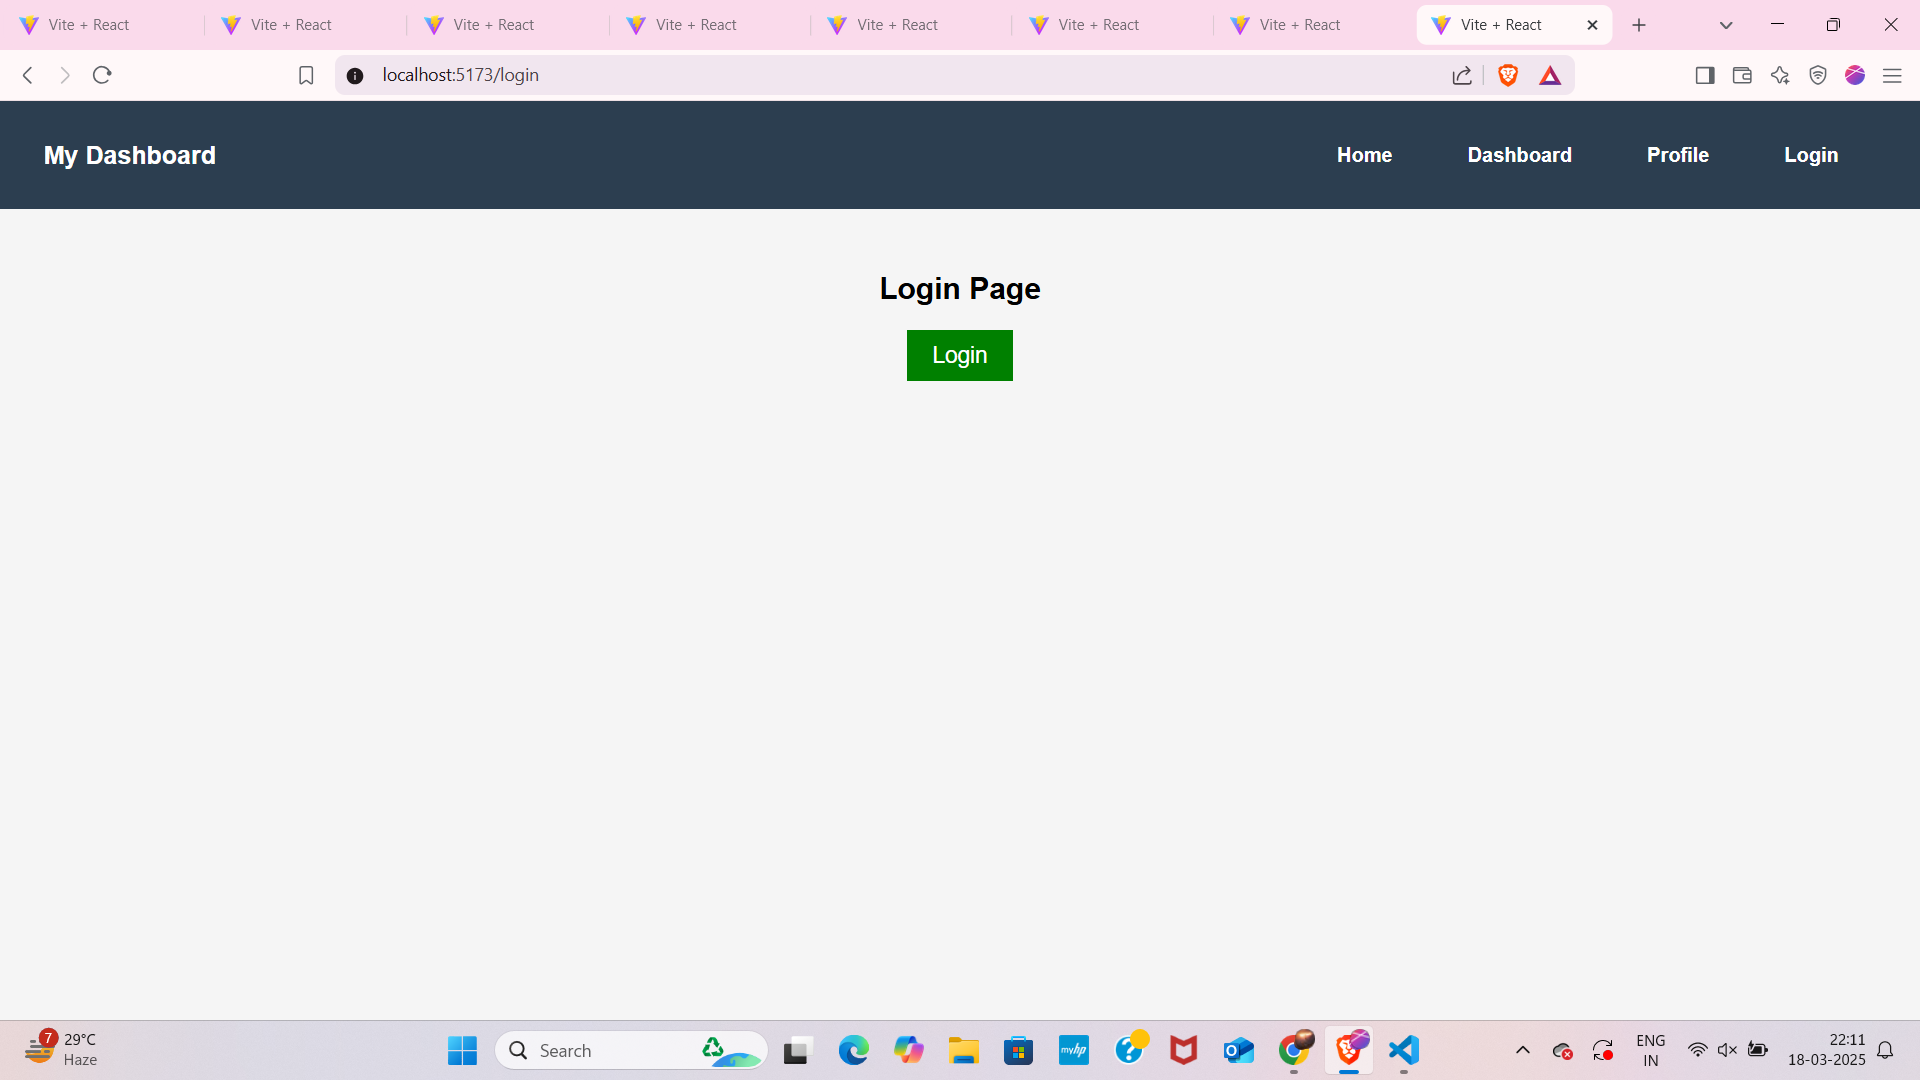 Vite + React
Vite + React
Vite + React
Vite + React
Vite + React
Vite + React
Vite + React
Vite + React
localhost:5173/login
My Dashboard
Home
Dashboard
Profile
Login
Login Page
Login
7
29°C
Haze
Search
myhp
ENG
IN
22:11
18-03-2025